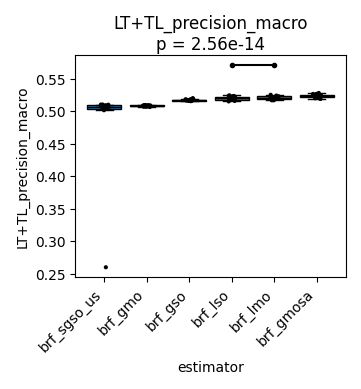 LT+TL_precision_macro
p = 2.56e-14
LT+TL_precision_macro
0.55
0.50
0.45
0.40
0.35
0.30
0.25
brf_sgso_us
brf_gmo
brf_gso
brf_lso
brf_lmo
brf_gmosa
estimator